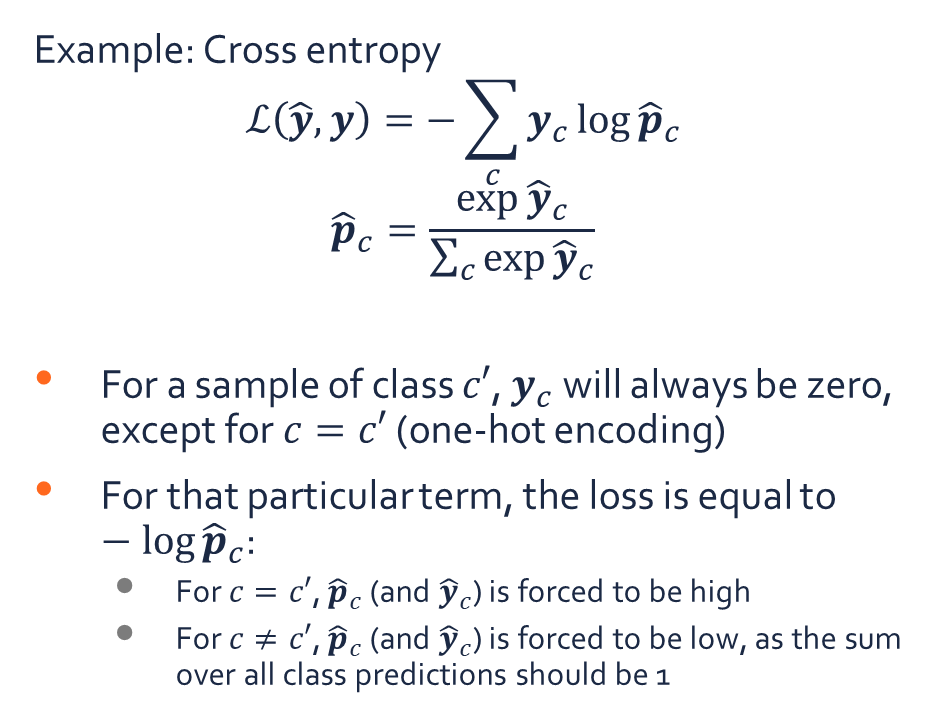 Example: Cross entropy
ℒ(ŷ, y) = − ∑_c y_c log p̂_c
p̂_c = exp ŷ_c / ∑_c exp ŷ_c
• For a sample of class c′, y_c will always be zero,
except for c = c′ (one-hot encoding)
• For that particular term, the loss is equal to
− log p̂_c:
• For c = c′, p̂_c (and ŷ_c) is forced to be high
• For c ≠ c′, p̂_c (and ŷ_c) is forced to be low, as the sum
over all class predictions should be 1